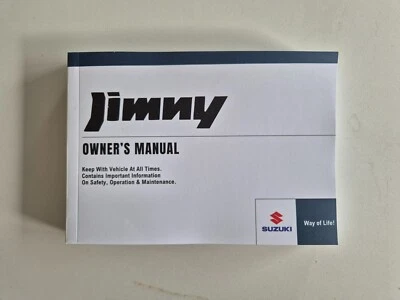 Jimny
OWNER'S MANUAL
Keep With Vehicle At All Times.
Contains Important Information
On Safety, Operation & Maintenance.
SUZUKI
Way of Life!